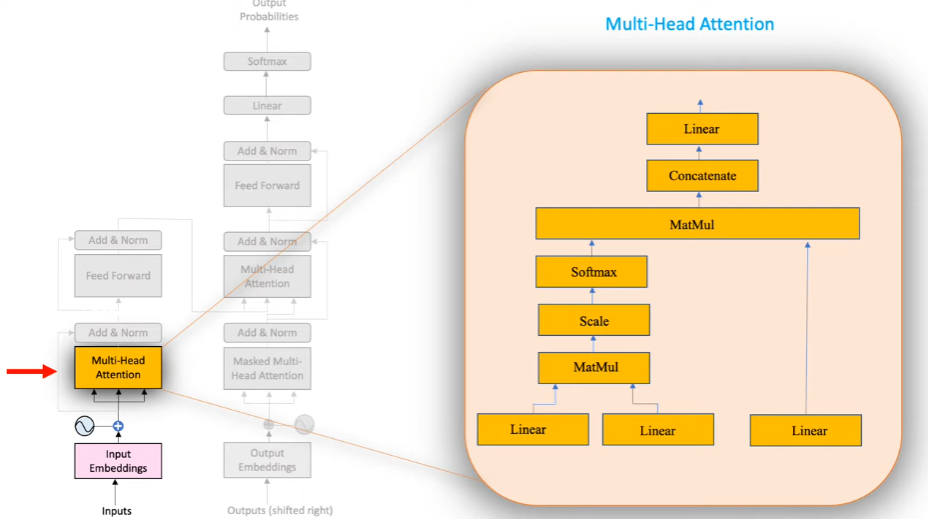 Output
Probabilities
Softmax
Linear
Add & Norm
Feed Forward
Add & Norm
Multi-Head
Attention
Add & Norm
Masked Multi-
Head Attention
Output
Embeddings
Outputs (shifted right)
Add & Norm
Feed Forward
Add & Norm
Multi-Head
Attention
Input
Embeddings
Inputs
Multi-Head Attention
Linear
Concatenate
MatMul
Softmax
Scale
MatMul
Linear
Linear
Linear